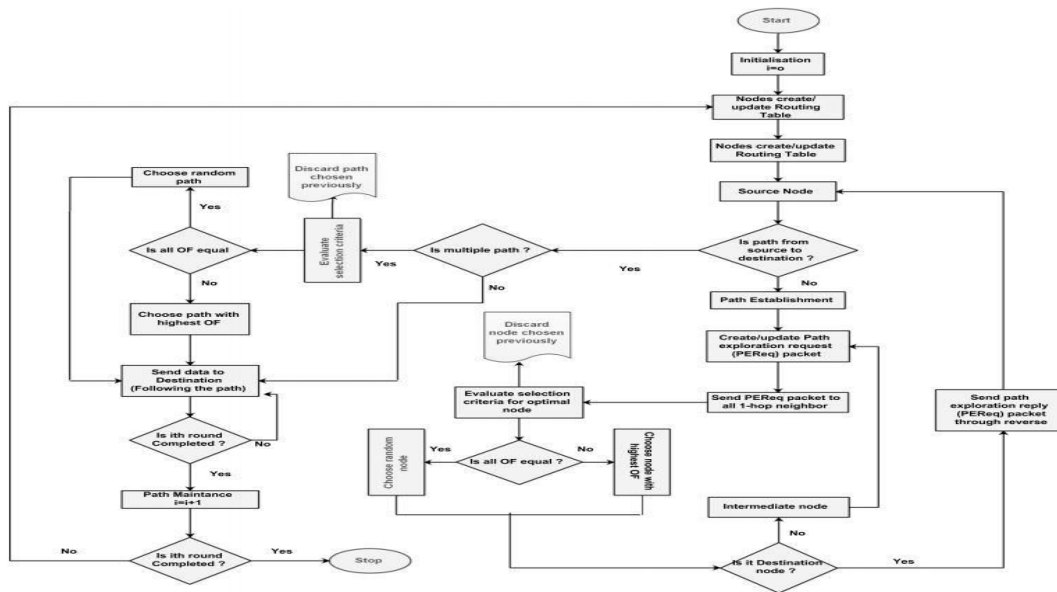 Start
Initialisation
i=o
Nodes create/
update Routing
Table
Nodes create/update
Routing Table
Source Node
Is path from
source to
destination ?
Yes
No
Is multiple path ?
Yes
No
Evaluate
selection criteria
Discard path
chosen
previously
Is all OF equal
Yes
Choose random
path
No
Choose path with
highest OF
Send data to
Destination
(Following the path)
Is ith round
Completed ?
No
Yes
Path Maintance
i=i+1
Is ith round
Completed ?
No
Yes
Stop
Path Establishment
Create/update Path
exploration request
(PEReq) packet
Send PEReq packet to
all 1-hop neighbor
Evaluate selection
criteria for optimal
node
Discard
node chosen
previously
Is all OF equal ?
Yes
No
Choose random
node
Choose node with
highest OF
Is it Destination
node ?
No
Intermediate node
Yes
Send path
exploration reply
(PEReq) packet
through reverse